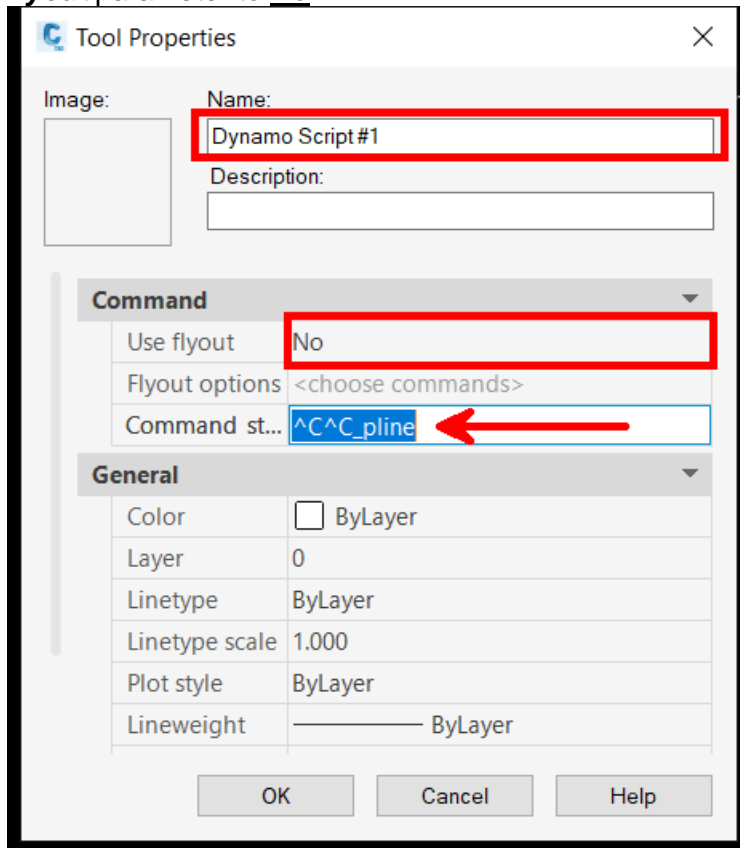 Tool Properties
Image:
Name:
Dynamo Script #1
Description:
Command
Use flyout No
Flyout options <choose commands>
Command st... ^C^C_pline
General
Color ByLayer
Layer 0
Linetype ByLayer
Linetype scale 1.000
Plot style ByLayer
Lineweight ByLayer
OK Cancel Help